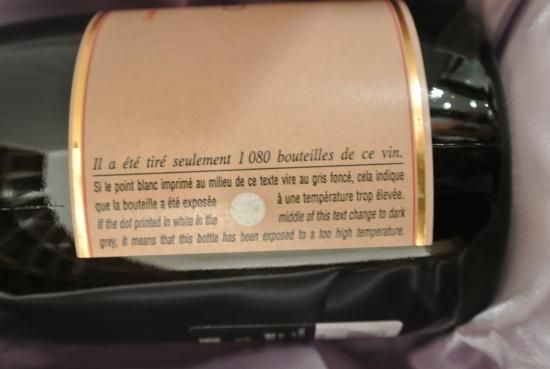 Il a été tiré seulement 1 080 bouteilles de ce vin.
Si le point blanc imprimé au milieu de ce texte vire au gris foncé, cela indique
que la bouteille a été exposée à une température trop élevée.
If the dot printed in white in the middle of this text change to dark
grey, it means that this bottle has been exposed to a too high temperature.